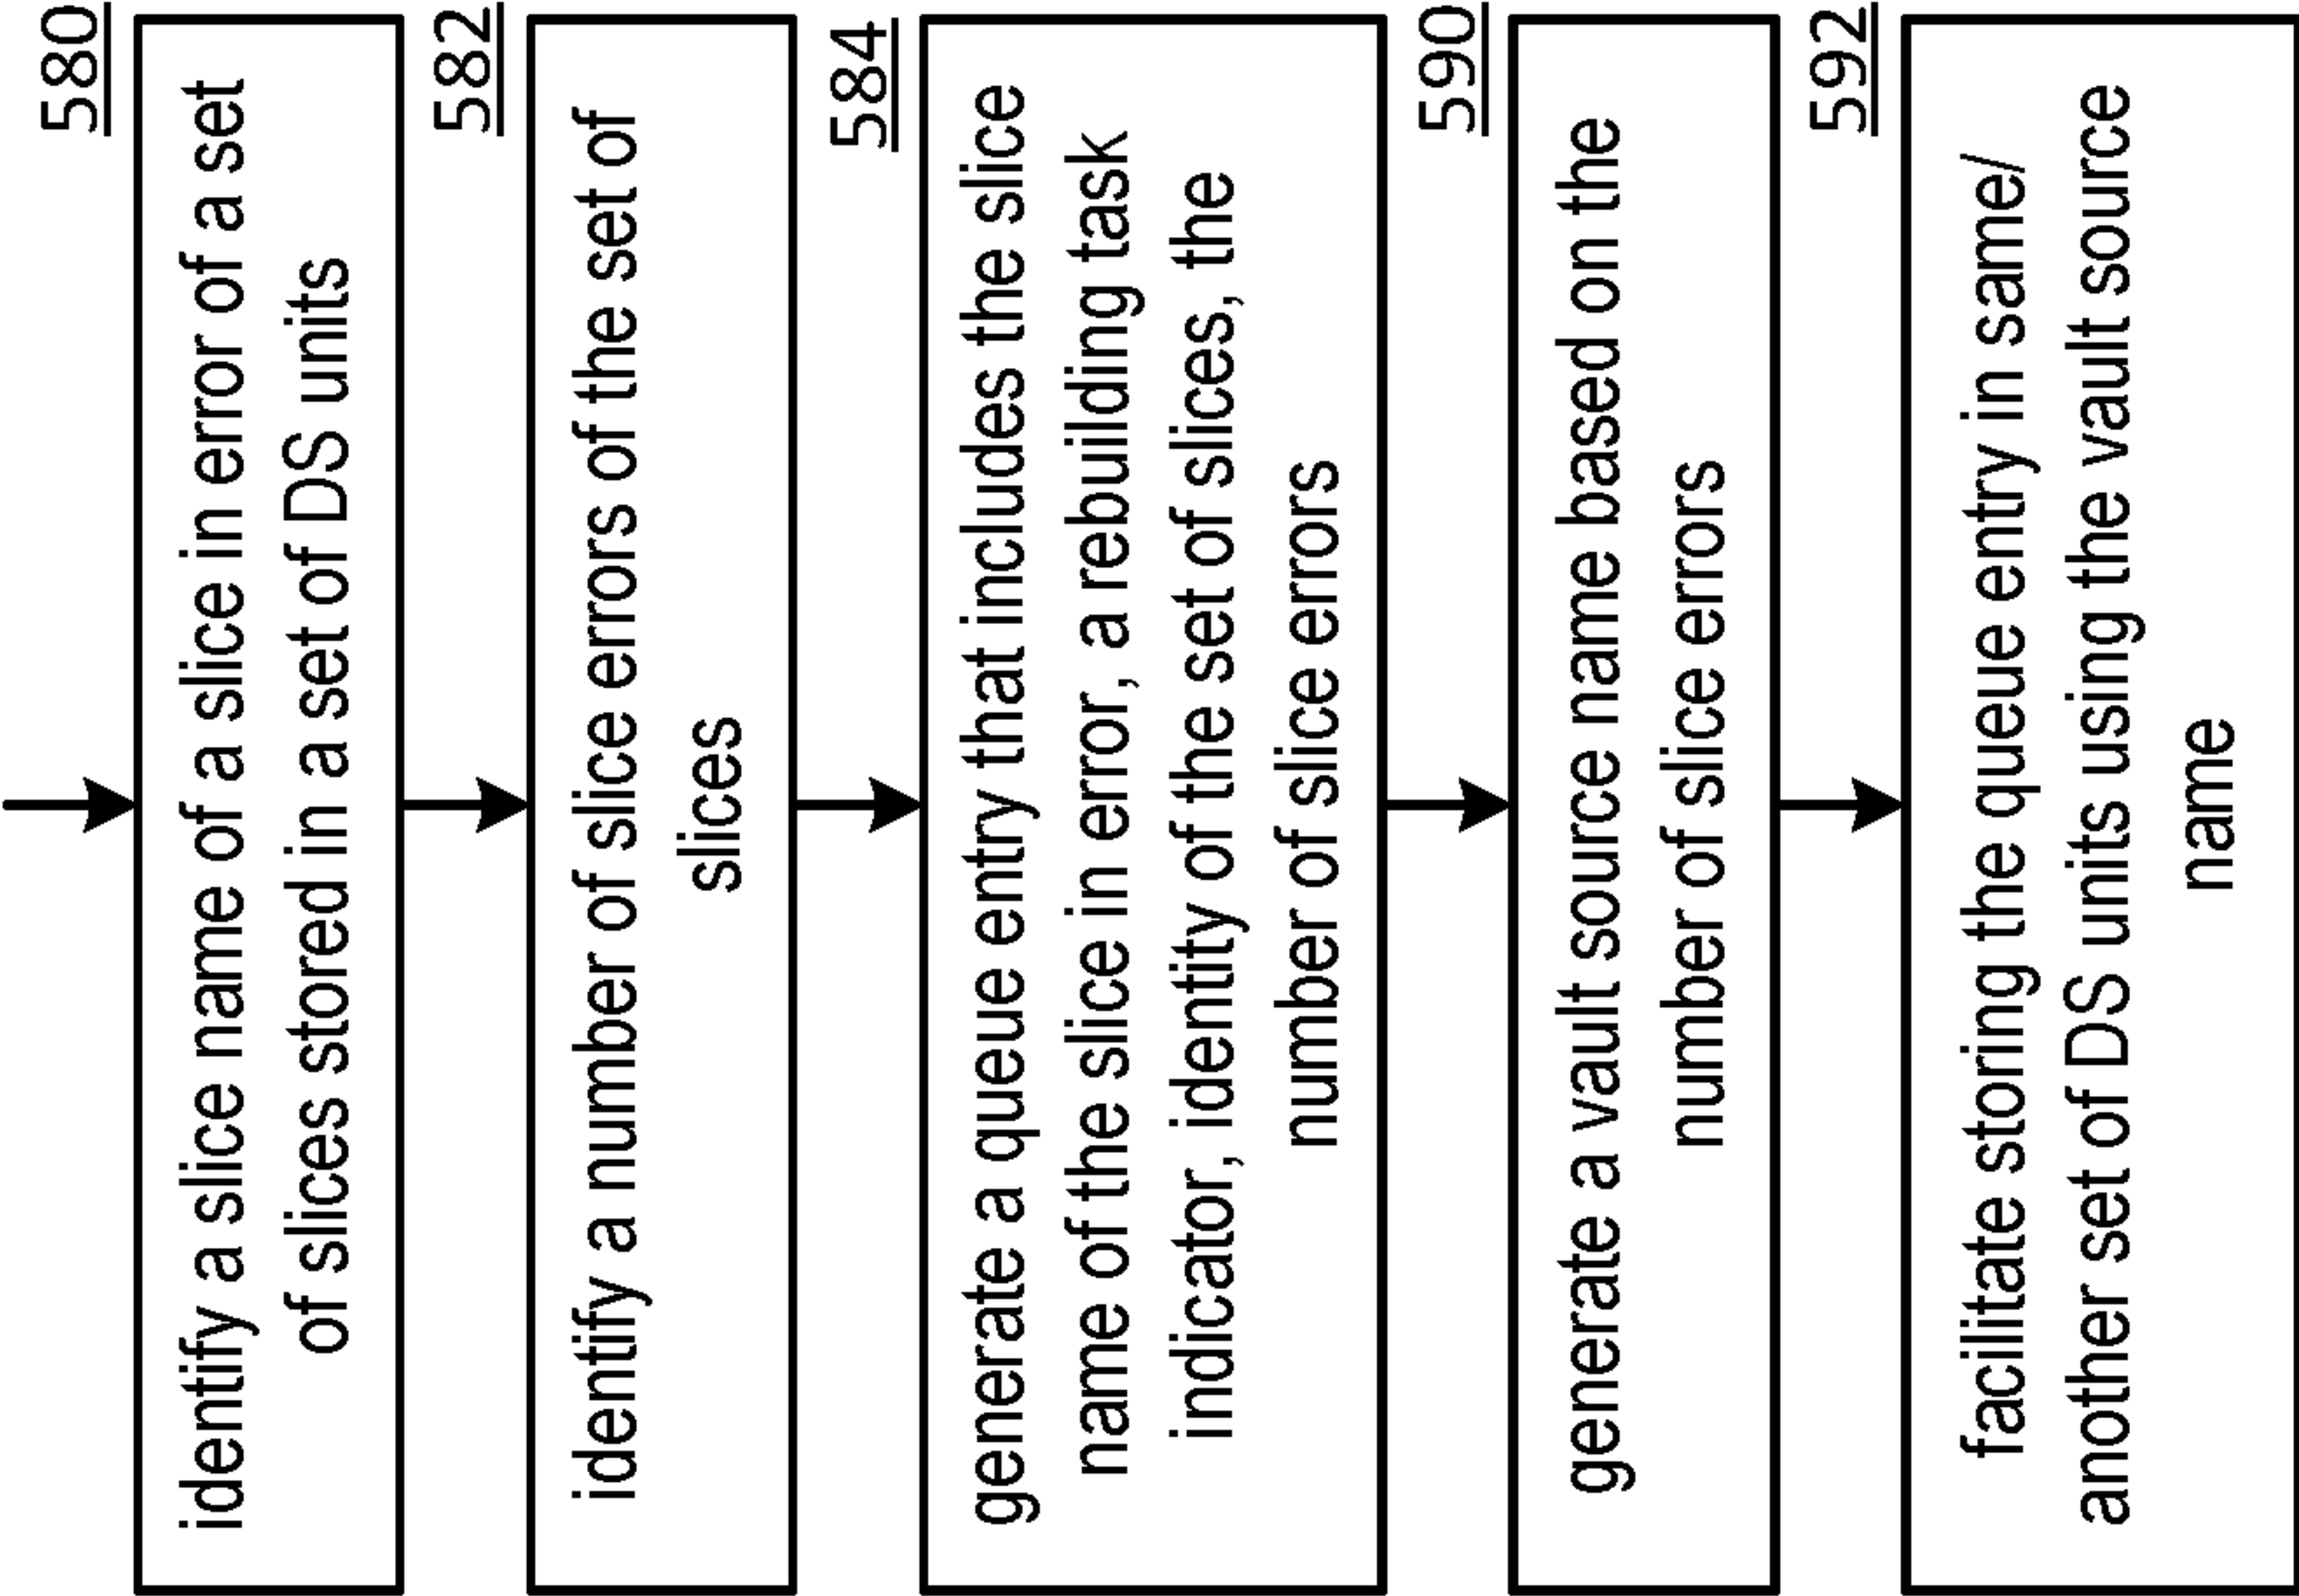 580
identify a slice name of a slice in error of a set
of slices stored in a set of DS units
582
identify a number of slice errors of the set of
slices
584
generate a queue entry that includes the slice
name of the slice in error, a rebuilding task
indicator, identity of the set of slices, the
number of slice errors
590
generate a vault source name based on the
number of slice errors
592
facilitate storing the queue entry in same/
another set of DS units using the vault source
name